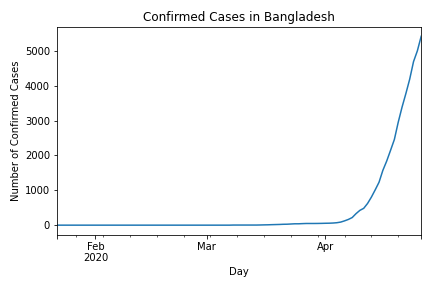 Confirmed Cases in Bangladesh
Number of Confirmed Cases
5000
4000
3000
2000
1000
0
Feb
2020
Mar
Apr
Day